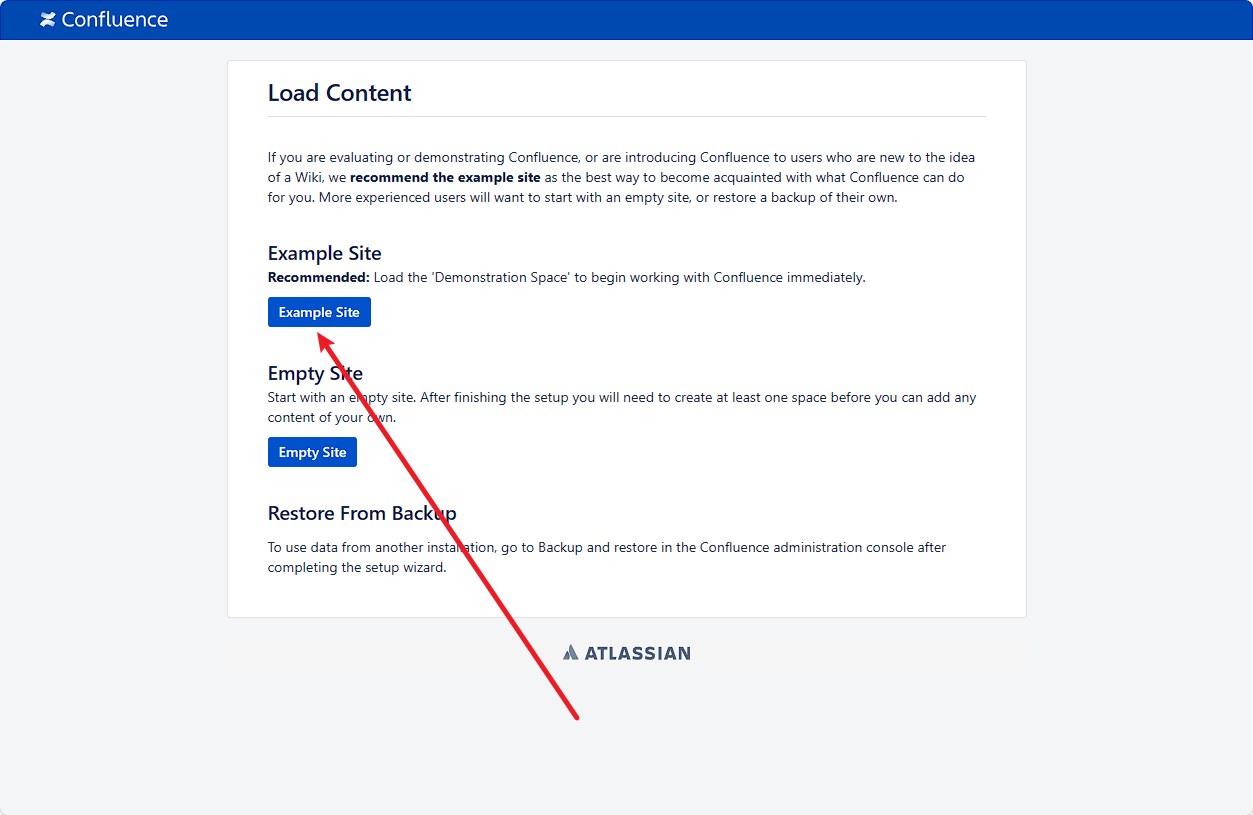 Confluence
Load Content
If you are evaluating or demonstrating Confluence, or are introducing Confluence to users who are new to the idea
of a Wiki, we recommend the example site as the best way to become acquainted with what Confluence can do
for you. More experienced users will want to start with an empty site, or restore a backup of their own.
Example Site
Recommended: Load the 'Demonstration Space' to begin working with Confluence immediately.
Example Site
Empty Site
Start with an empty site. After finishing the setup you will need to create at least one space before you can add any
content of your own.
Empty Site
Restore From Backup
To use data from another installation, go to Backup and restore in the Confluence administration console after
completing the setup wizard.
ATLASSIAN